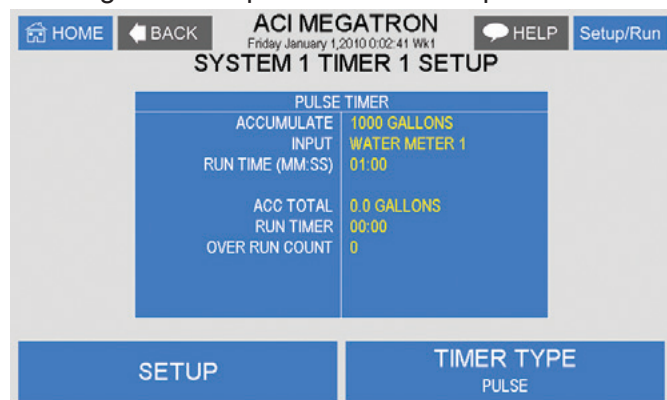 HOME
BACK
ACI MEGATRON
Friday January 1,2010 0:02:41 Wk1
HELP
Setup/Run
SYSTEM 1 TIMER 1 SETUP
PULSE TIMER
ACCUMULATE 1000 GALLONS
INPUT WATER METER 1
RUN TIME (MM:SS) 01:00
ACC TOTAL 0.0 GALLONS
RUN TIMER 00:00
OVER RUN COUNT 0
SETUP
TIMER TYPE
PULSE